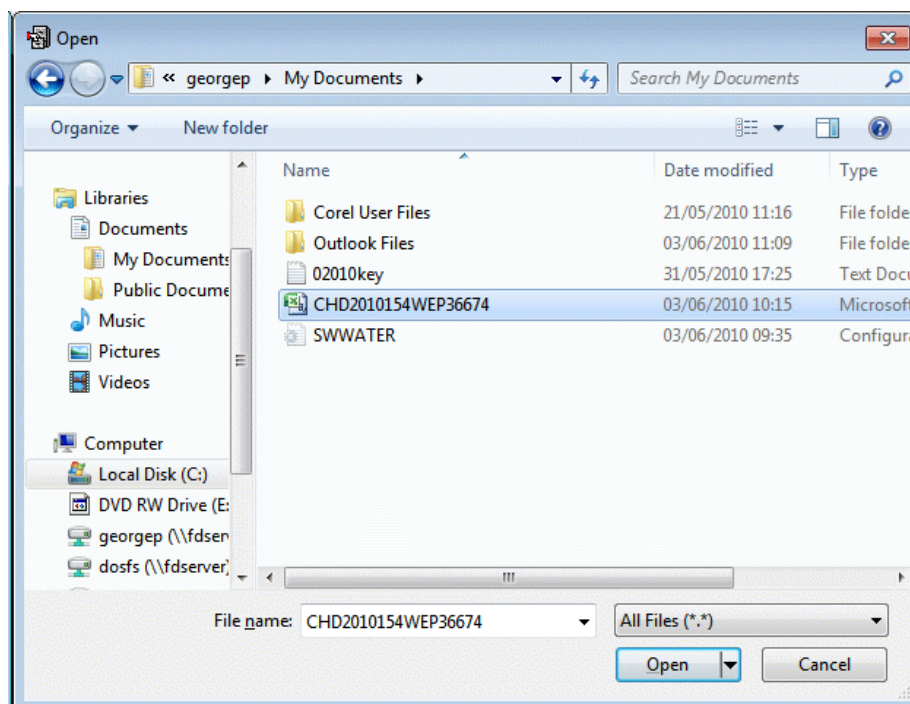 Open
« georgep My Documents
Search My Documents
Organize New folder
Name Date modified Type
Libraries
Documents
My Documents
Public Docume
Music
Pictures
Videos
Computer
Local Disk (C:)
DVD RW Drive (E:
georgep (\\fdser
dosfs (\\fdserver)
Corel User Files 21/05/2010 11:16 File folde
Outlook Files 03/06/2010 11:09 File folde
02010key 31/05/2010 17:25 Text Docu
CHD2010154WEP36674 03/06/2010 10:15 Microsoft
SWWATER 03/06/2010 09:35 Configura
File name: CHD2010154WEP36674 All Files (*.*)
Open Cancel